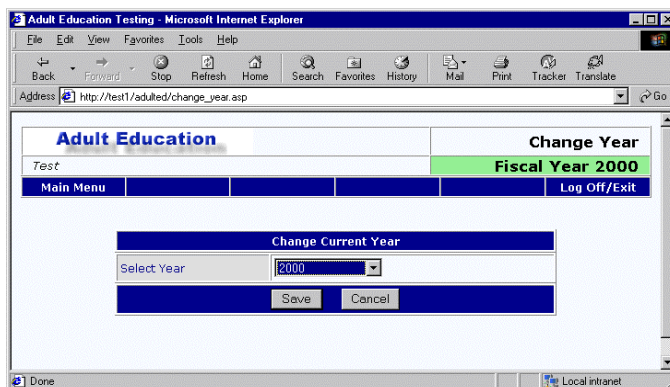 Adult Education Testing - Microsoft Internet Explorer
File Edit View Favorites Tools Help
Back Forward Stop Refresh Home Search Favorites History Mail Print Tracker Translate
Address http://test1/adulted/change_year.asp Go
Adult Education Change Year
Test Fiscal Year 2000
Main Menu Log Off/Exit
Change Current Year
Select Year 2000
Save Cancel
Done Local intranet